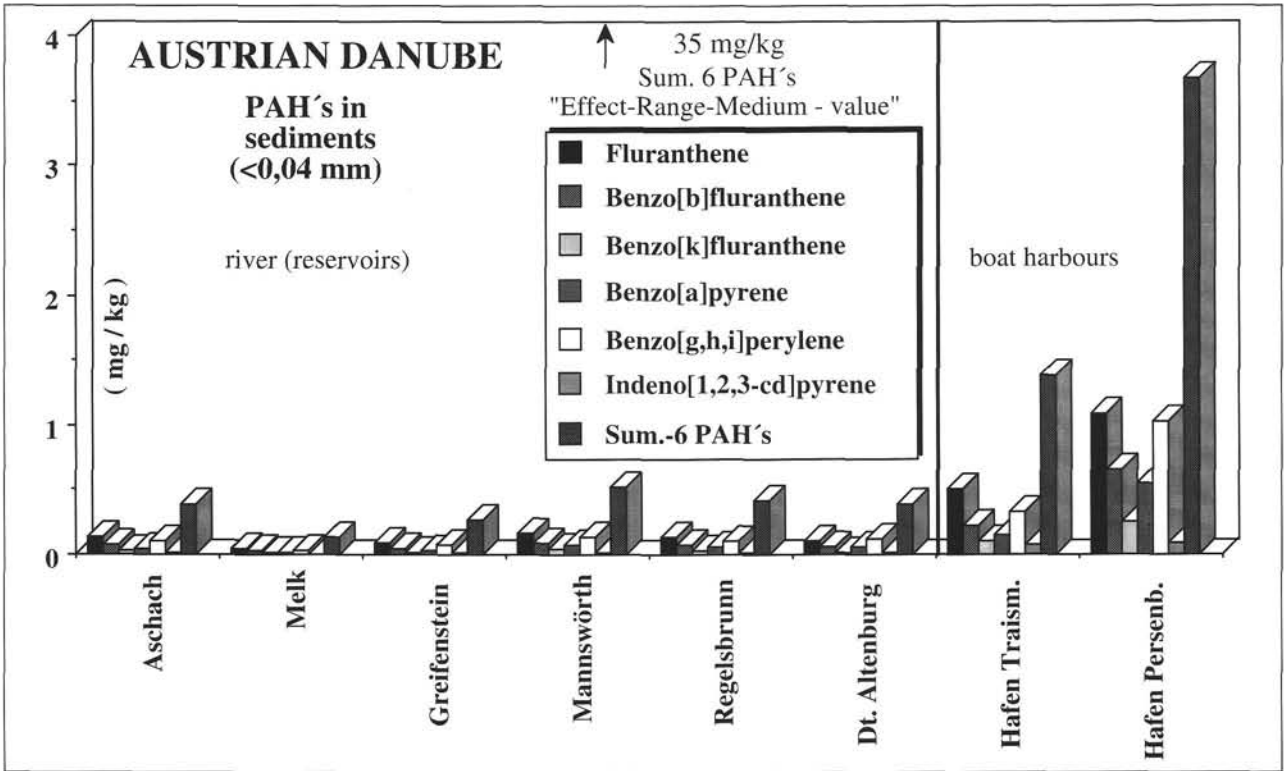 AUSTRIAN DANUBE
PAH´s in
sediments
(<0,04 mm)
35 mg/kg
Sum. 6 PAH´s
"Effect-Range-Medium - value"
Fluranthene
Benzo[b]fluranthene
Benzo[k]fluranthene
Benzo[a]pyrene
Benzo[g,h,i]perylene
Indeno[1,2,3-cd]pyrene
Sum.-6 PAH´s
river (reservoirs)
boat harbours
4
3
2
1
0
( mg / kg )
Aschach
Melk
Greifenstein
Mannswörth
Regelsbrunn
Dt. Altenburg
Hafen Traism.
Hafen Persenb.